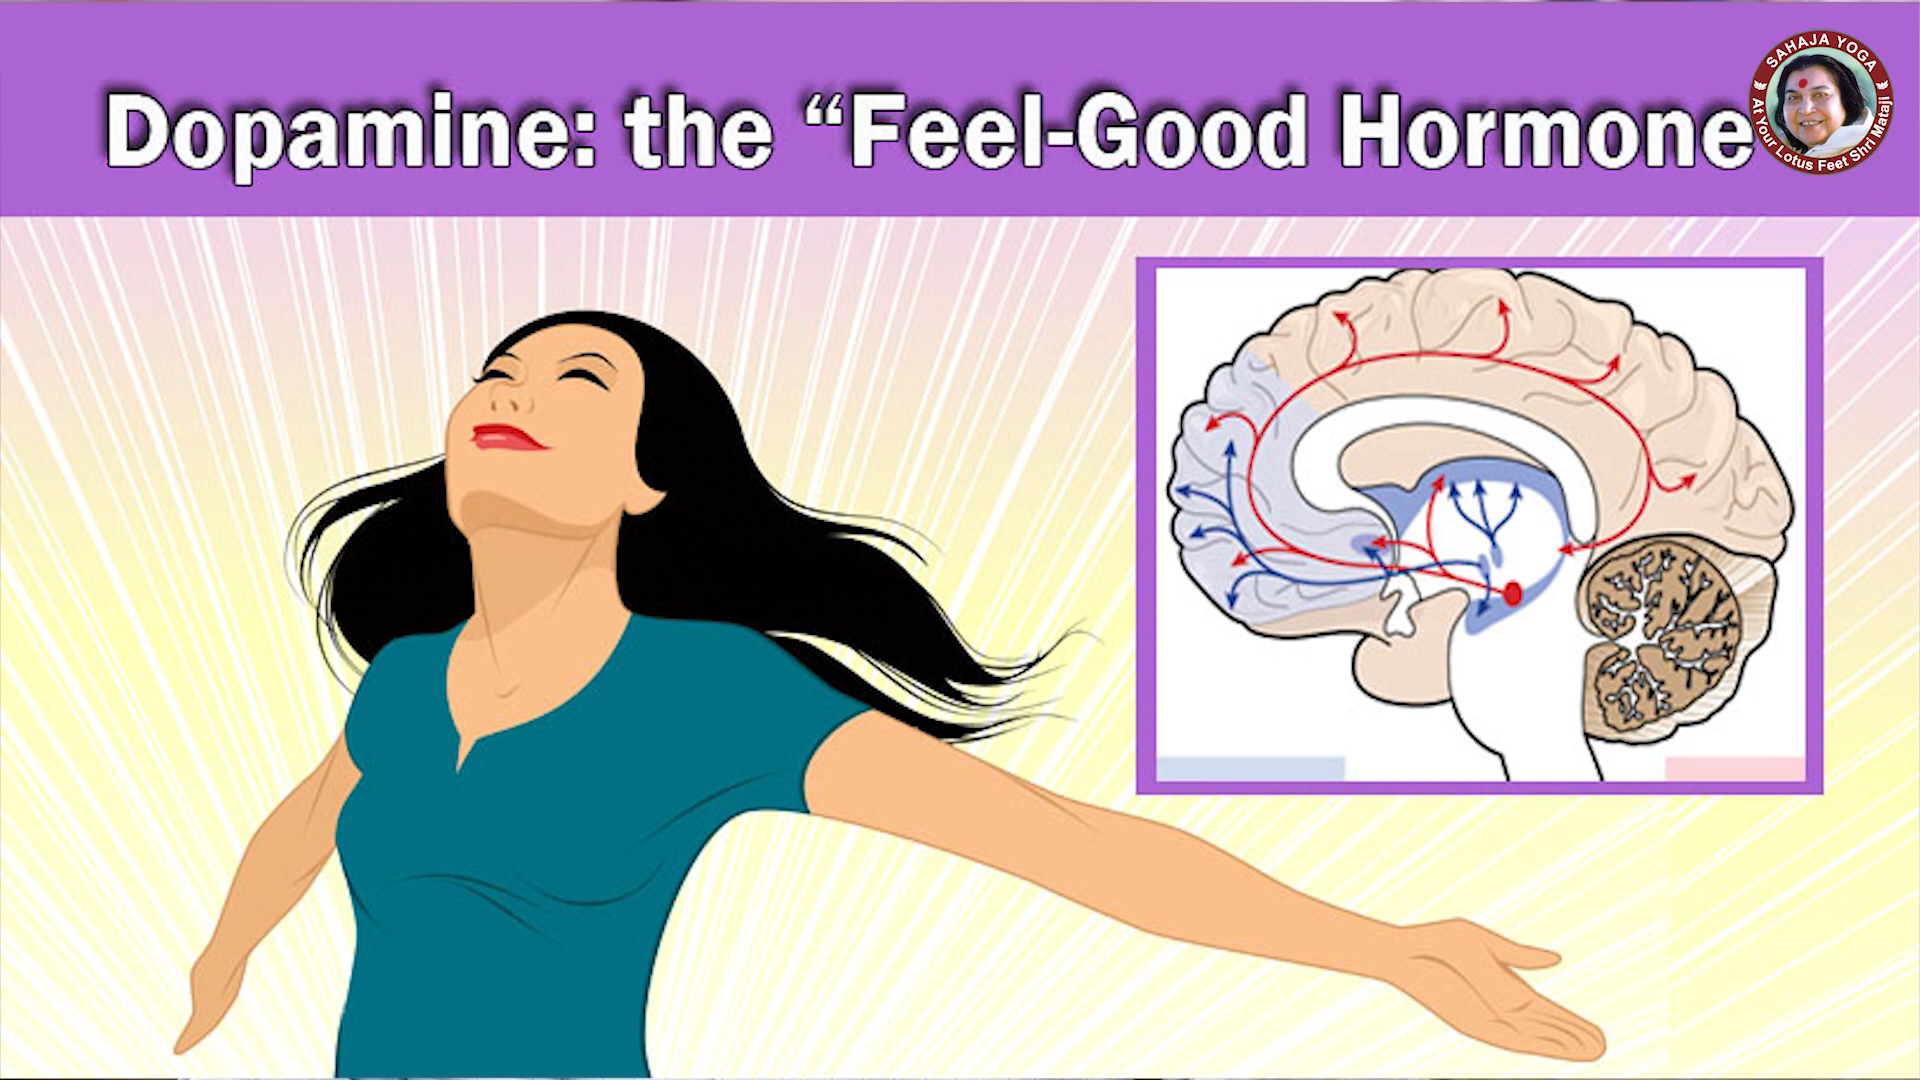 Dopamine: the “Feel-Good Hormone
SAHAJA YOGA
At Your Lotus Feet Shri Mataji